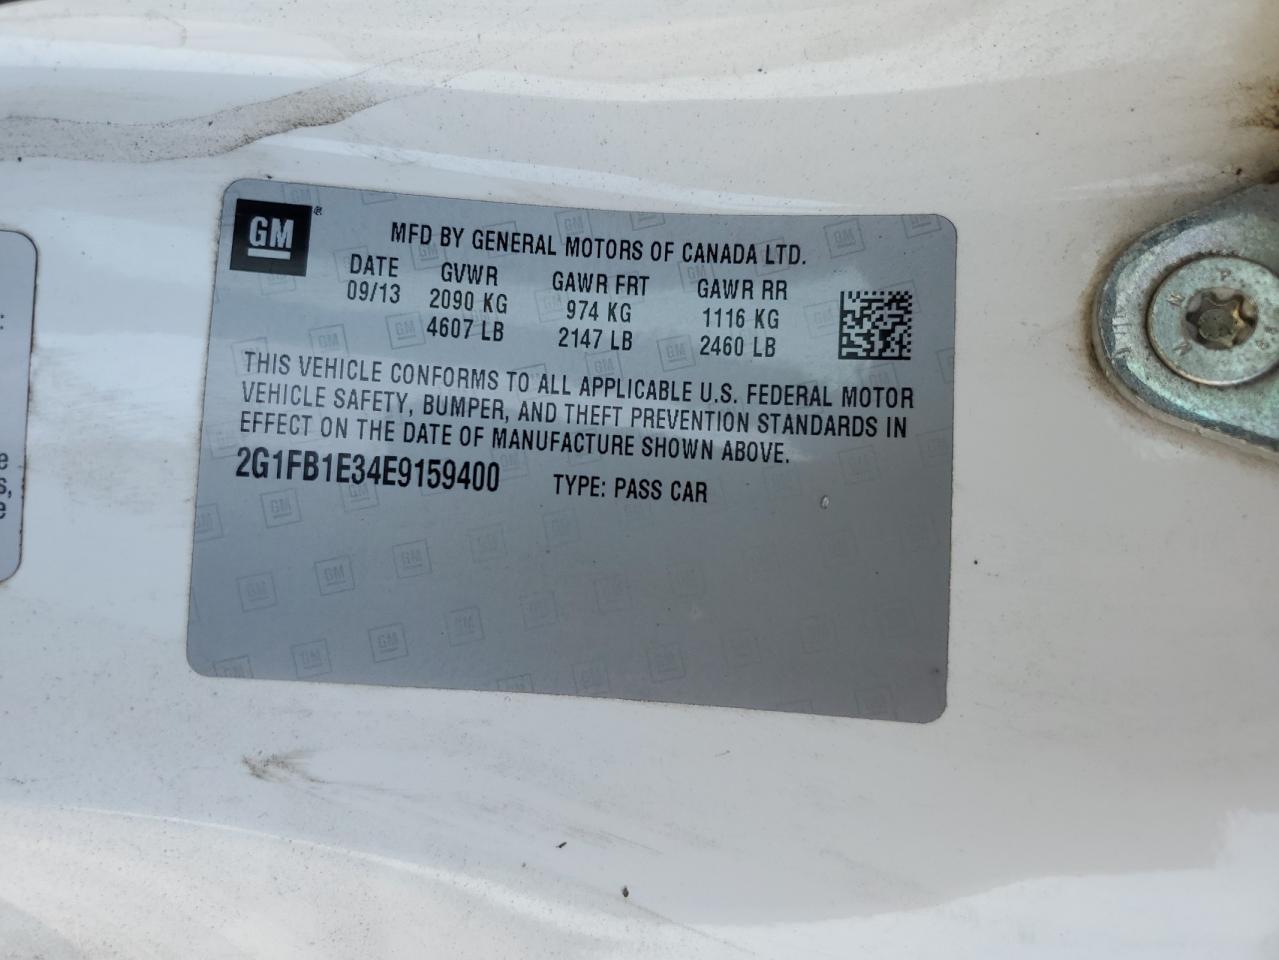 GM®
MFD BY GENERAL MOTORS OF CANADA LTD.
DATE GVWR GAWR FRT GAWR RR
09/13 2090 KG 974 KG 1116 KG
4607 LB 2147 LB 2460 LB
THIS VEHICLE CONFORMS TO ALL APPLICABLE U.S. FEDERAL MOTOR
VEHICLE SAFETY, BUMPER, AND THEFT PREVENTION STANDARDS IN
EFFECT ON THE DATE OF MANUFACTURE SHOWN ABOVE.
2G1FB1E34E9159400 TYPE: PASS CAR